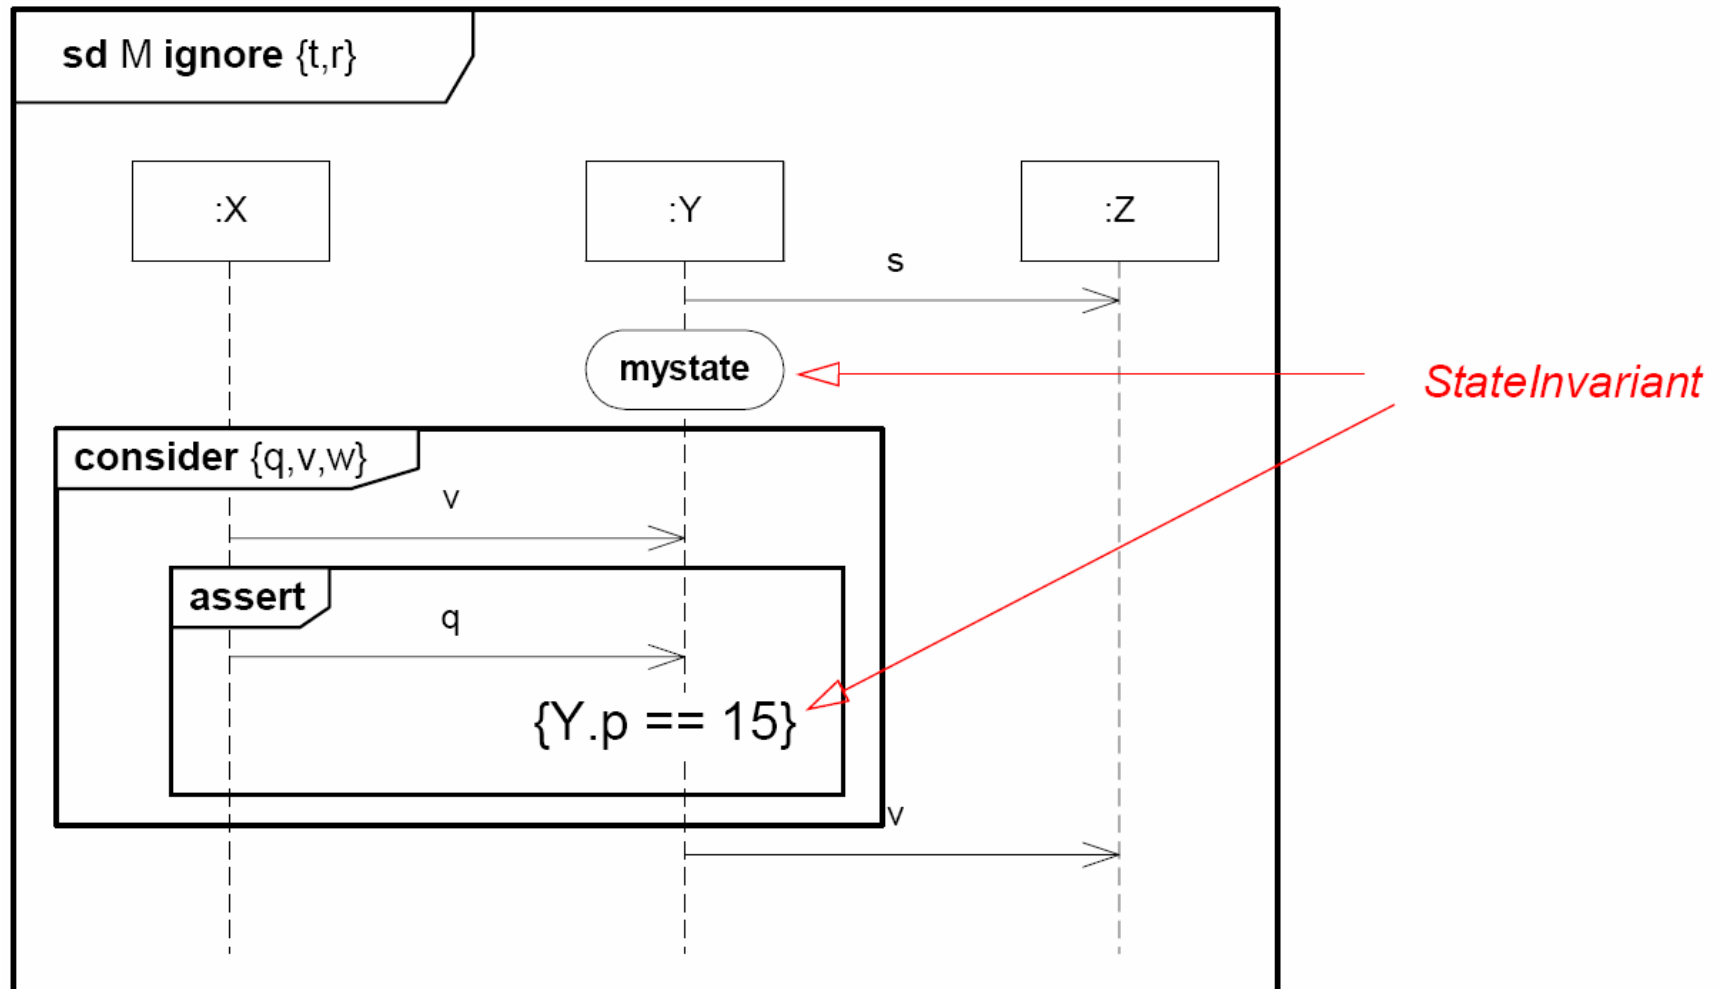 sd M ignore {t,r}
:X
:Y
:Z
s
mystate
StateInvariant
consider {q,v,w}
v
assert
q
{Y.p == 15}
v